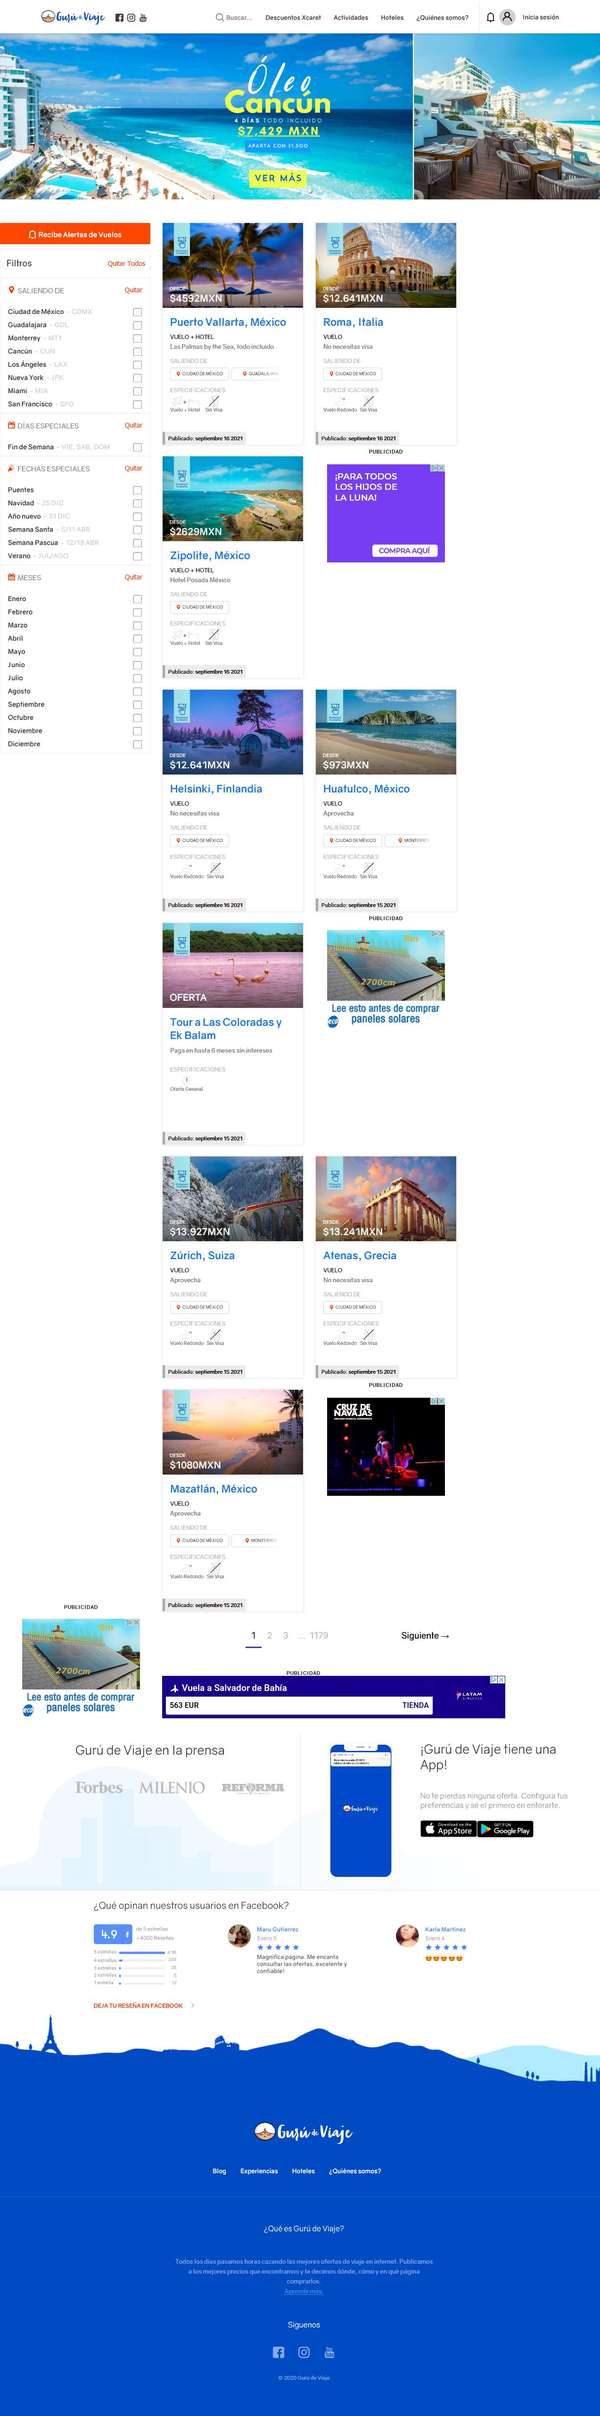 Gurú de Viaje
Buscar...
Descuentos Xcaret
Actividades
Hoteles
¿Quiénes somos?
Inicia sesión
Óleo
Cancún
4 DÍAS TODO INCLUIDO
$7,429 MXN
APARTA CON $1,500
VER MÁS
Recibe Alertas de Vuelos
Filtros
Quitar Todos
SALIENDO DE
Quitar
Ciudad de México - CDMX
Guadalajara - GDL
Monterrey - MTY
Cancún - CUN
Los Ángeles - LAX
Nueva York - JFK
Miami - MIA
San Francisco - SFO
DÍAS ESPECIALES
Quitar
Fin de Semana - VIE, SAB, DOM
FECHAS ESPECIALES
Quitar
Puentes
Navidad - 25 DIC
Año nuevo - 31 DIC
Semana Santa - 5/11 ABR
Semana Pascua - 12/18 ABR
Verano - JUL/AGO
MESES
Quitar
Enero
Febrero
Marzo
Abril
Mayo
Junio
Julio
Agosto
Septiembre
Octubre
Noviembre
Diciembre
DESDE
$4592MXN
Puerto Vallarta, México
VUELO + HOTEL
Las Palmas by the Sea, todo incluido
SALIENDO DE
CIUDAD DE MÉXICO
GUADALAJARA
ESPECIFICACIONES
Vuelo + Hotel
Sin Visa
Publicado: septiembre 16 2021
DESDE
$12.641MXN
Roma, Italia
VUELO
No necesitas visa
SALIENDO DE
CIUDAD DE MÉXICO
ESPECIFICACIONES
Vuelo Redondo
Sin Visa
Publicado: septiembre 16 2021
DESDE
$2629MXN
Zipolite, México
VUELO + HOTEL
Hotel Posada México
SALIENDO DE
CIUDAD DE MÉXICO
ESPECIFICACIONES
Vuelo + Hotel
Sin Visa
Publicado: septiembre 16 2021
PUBLICIDAD
¡PARA TODOS
LOS HIJOS DE
LA LUNA!
COMPRA AQUÍ
DESDE
$12.641MXN
Helsinki, Finlandia
VUELO
No necesitas visa
SALIENDO DE
CIUDAD DE MÉXICO
ESPECIFICACIONES
Vuelo Redondo
Sin Visa
Publicado: septiembre 16 2021
DESDE
$973MXN
Huatulco, México
VUELO
Aprovecha
SALIENDO DE
CIUDAD DE MÉXICO
MONTERREY
ESPECIFICACIONES
Vuelo Redondo
Sin Visa
Publicado: septiembre 15 2021
OFERTA
Tour a Las Coloradas y
Ek Balam
Paga en hasta 6 meses sin intereses
ESPECIFICACIONES
Oferta General
Publicado: septiembre 15 2021
PUBLICIDAD
2700cm
Lee esto antes de comprar
eco
paneles solares
DESDE
$13.927MXN
Zúrich, Suiza
VUELO
Aprovecha
SALIENDO DE
CIUDAD DE MÉXICO
ESPECIFICACIONES
Vuelo Redondo
Sin Visa
Publicado: septiembre 15 2021
DESDE
$13.241MXN
Atenas, Grecia
VUELO
No necesitas visa
SALIENDO DE
CIUDAD DE MÉXICO
ESPECIFICACIONES
Vuelo Redondo
Sin Visa
Publicado: septiembre 15 2021
DESDE
$1080MXN
Mazatlán, México
VUELO
Aprovecha
SALIENDO DE
CIUDAD DE MÉXICO
MONTERREY
ESPECIFICACIONES
Vuelo Redondo
Sin Visa
Publicado: septiembre 15 2021
PUBLICIDAD
CRUZ DE
NAVAJAS
1 2 3 ... 1179
Siguiente →
PUBLICIDAD
2700cm
Lee esto antes de comprar
eco
paneles solares
PUBLICIDAD
Vuela a Salvador de Bahía
563 EUR
TIENDA
LATAM
AIRLINES
Gurú de Viaje en la prensa
Forbes
MILENIO
REFORMA
Gurú de Viaje
¡Gurú de Viaje tiene una
App!
No te pierdas ninguna oferta. Configura tus
preferencias y sé el primero en enterarte.
Download on the
App Store
GET IT ON
Google Play
¿Qué opinan nuestros usuarios en Facebook?
4.9
de 5 estrellas
+4000 Reseñas
5 estrellas
4 estrellas
3 estrellas
2 estrellas
1 estrella
Maru Gutierrez
Enero 5
Magnífica página. Me encanta
consultar las ofertas, excelente y
confiable!
Karla Martinez
Enero 4
DEJA TU RESEÑA EN FACEBOOK
Gurú de Viaje
Blog
Experiencias
Hoteles
¿Quiénes somos?
¿Qué es Gurú de Viaje?
Todos los días pasamos horas cazando las mejores ofertas de viaje en internet. Publicamos
a los mejores precios que encontramos y te decimos dónde, cómo y en qué página
comprarlos.
Aprende más.
Síguenos
© 2020 Gurú de Viaje